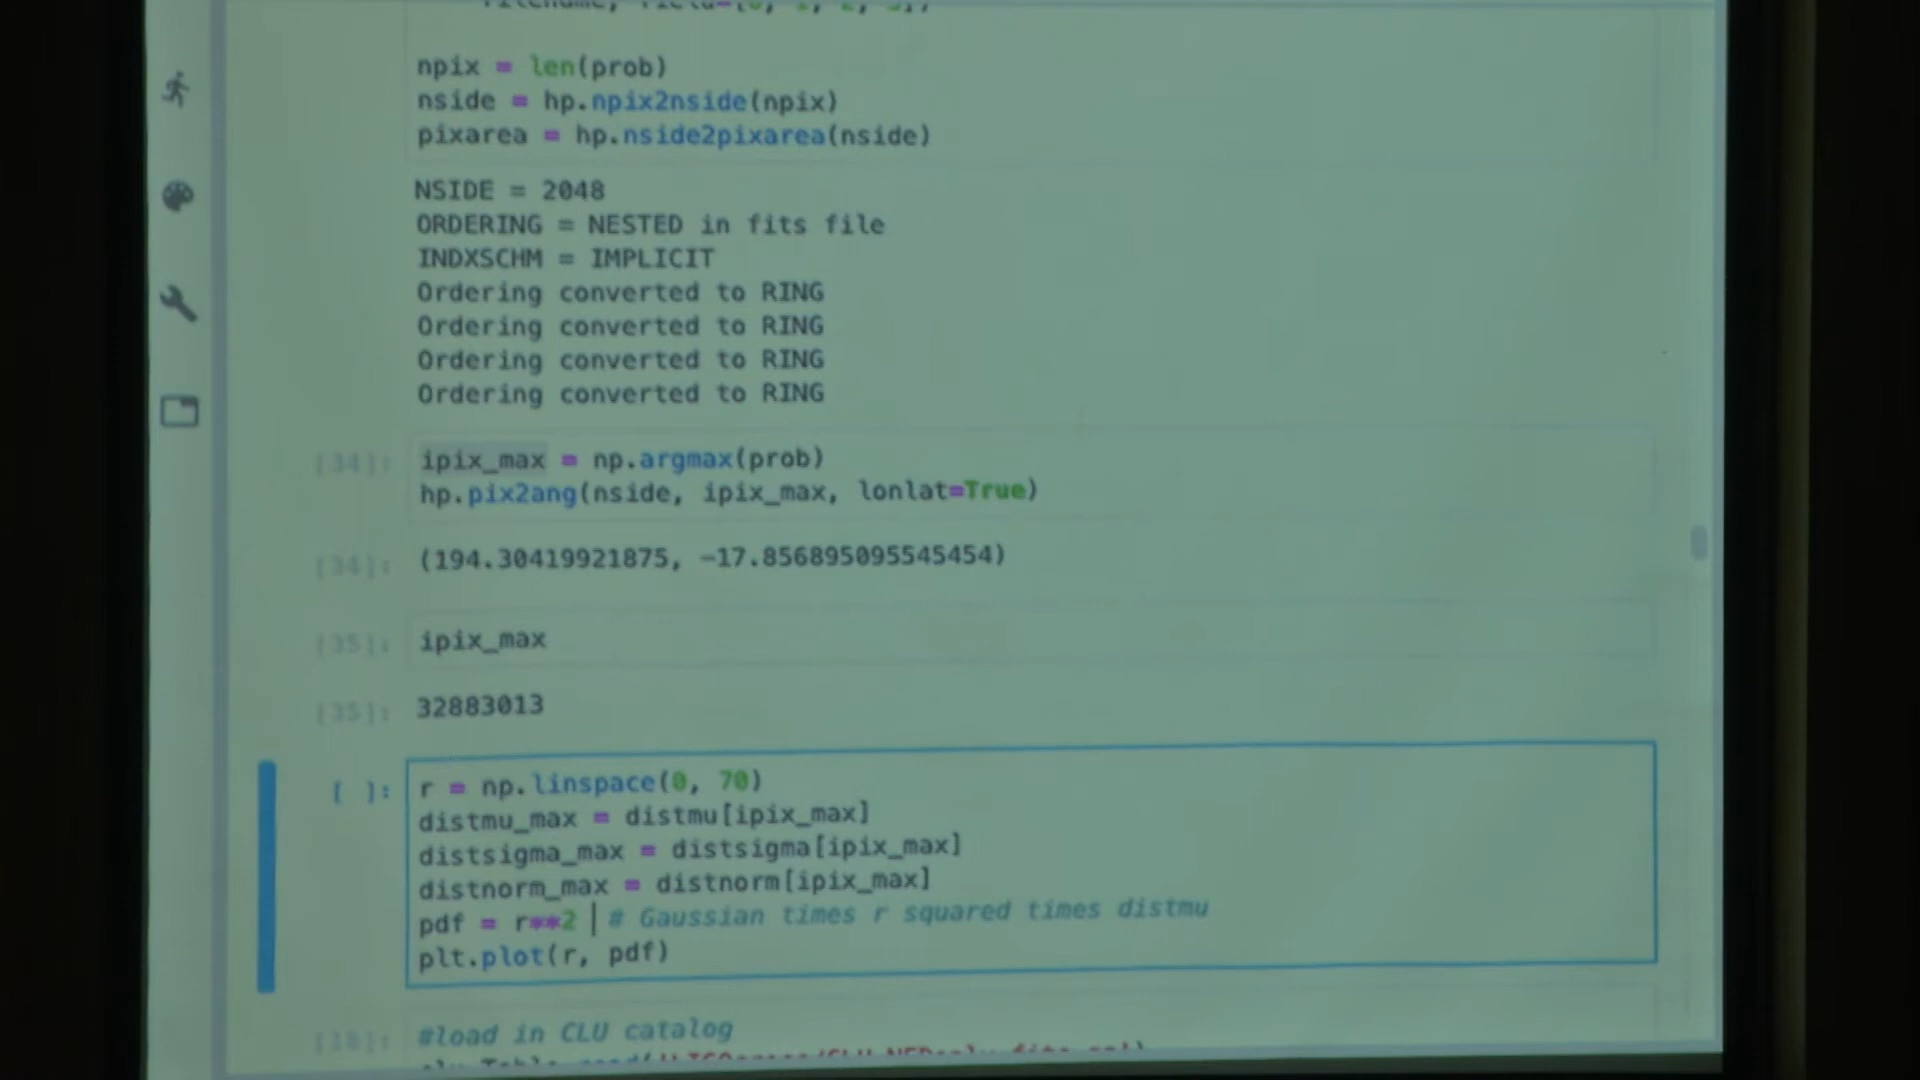 npix = len(prob)
nside = hp.npix2nside(npix)
pixarea = hp.nside2pixarea(nside)
NSIDE = 2048
ORDERING = NESTED in fits file
INDXSCHM = IMPLICIT
Ordering converted to RING
Ordering converted to RING
Ordering converted to RING
Ordering converted to RING
[34]: ipix_max = np.argmax(prob)
hp.pix2ang(nside, ipix_max, lonlat=True)
[34]: (194.30419921875, -17.856895095545454)
[35]: ipix_max
[35]: 32883013
[ ]: r = np.linspace(0, 70)
distmu_max = distmu[ipix_max]
distsigma_max = distsigma[ipix_max]
distnorm_max = distnorm[ipix_max]
pdf = r**2 # Gaussian times r squared times distmu
plt.plot(r, pdf)
[18]: #load in CLU catalog